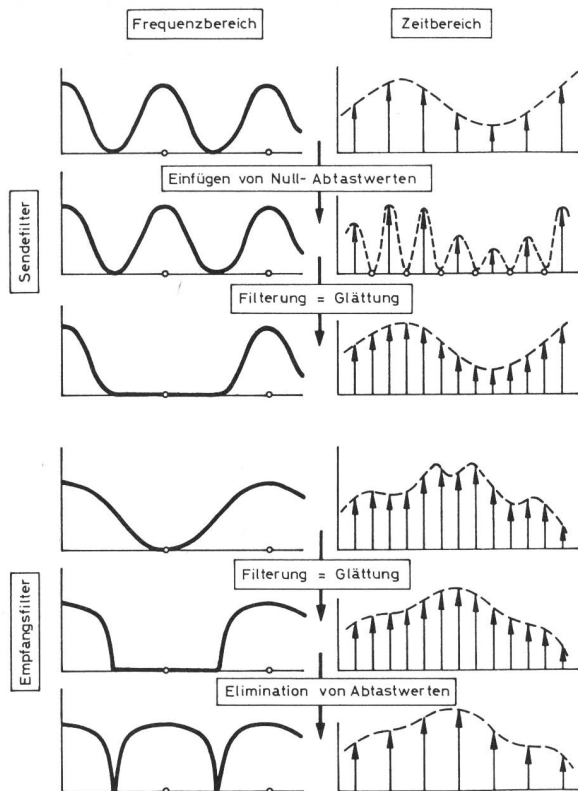 Frequenzbereich
Zeitbereich
Einfügen von Null-Abtastwerten
Sendefilter
Filterung = Glättung
Filterung = Glättung
Empfangsfilter
Elimination von Abtastwerten